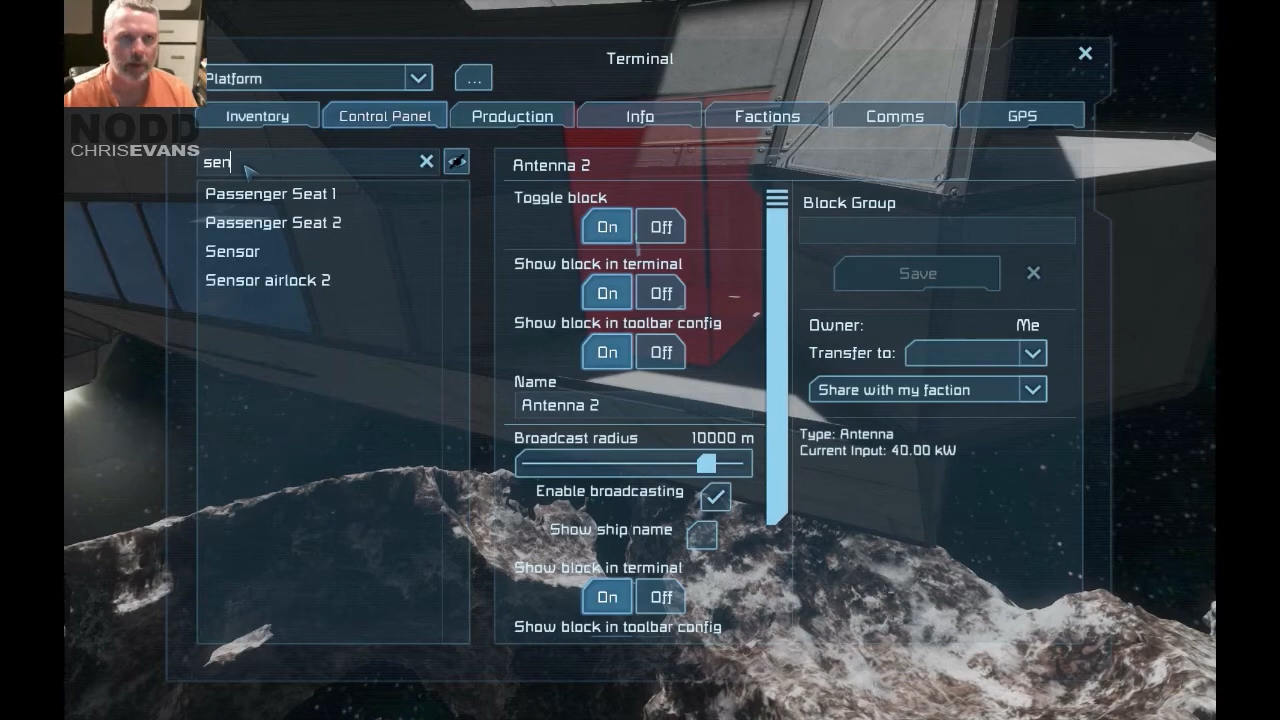 Terminal
Platform
...
Inventory
Control Panel
Production
Info
Factions
Comms
GPS
NODD
CHRISEVANS
sen
Passenger Seat 1
Passenger Seat 2
Sensor
Sensor airlock 2
Antenna 2
Toggle block
On Off
Show block in terminal
On Off
Show block in toolbar config
On Off
Name
Antenna 2
Broadcast radius 10000 m
Enable broadcasting
Show ship name
Show block in terminal
On Off
Show block in toolbar config
Block Group
Save
Owner: Me
Transfer to:
Share with my faction
Type: Antenna
Current Input: 40.00 kW